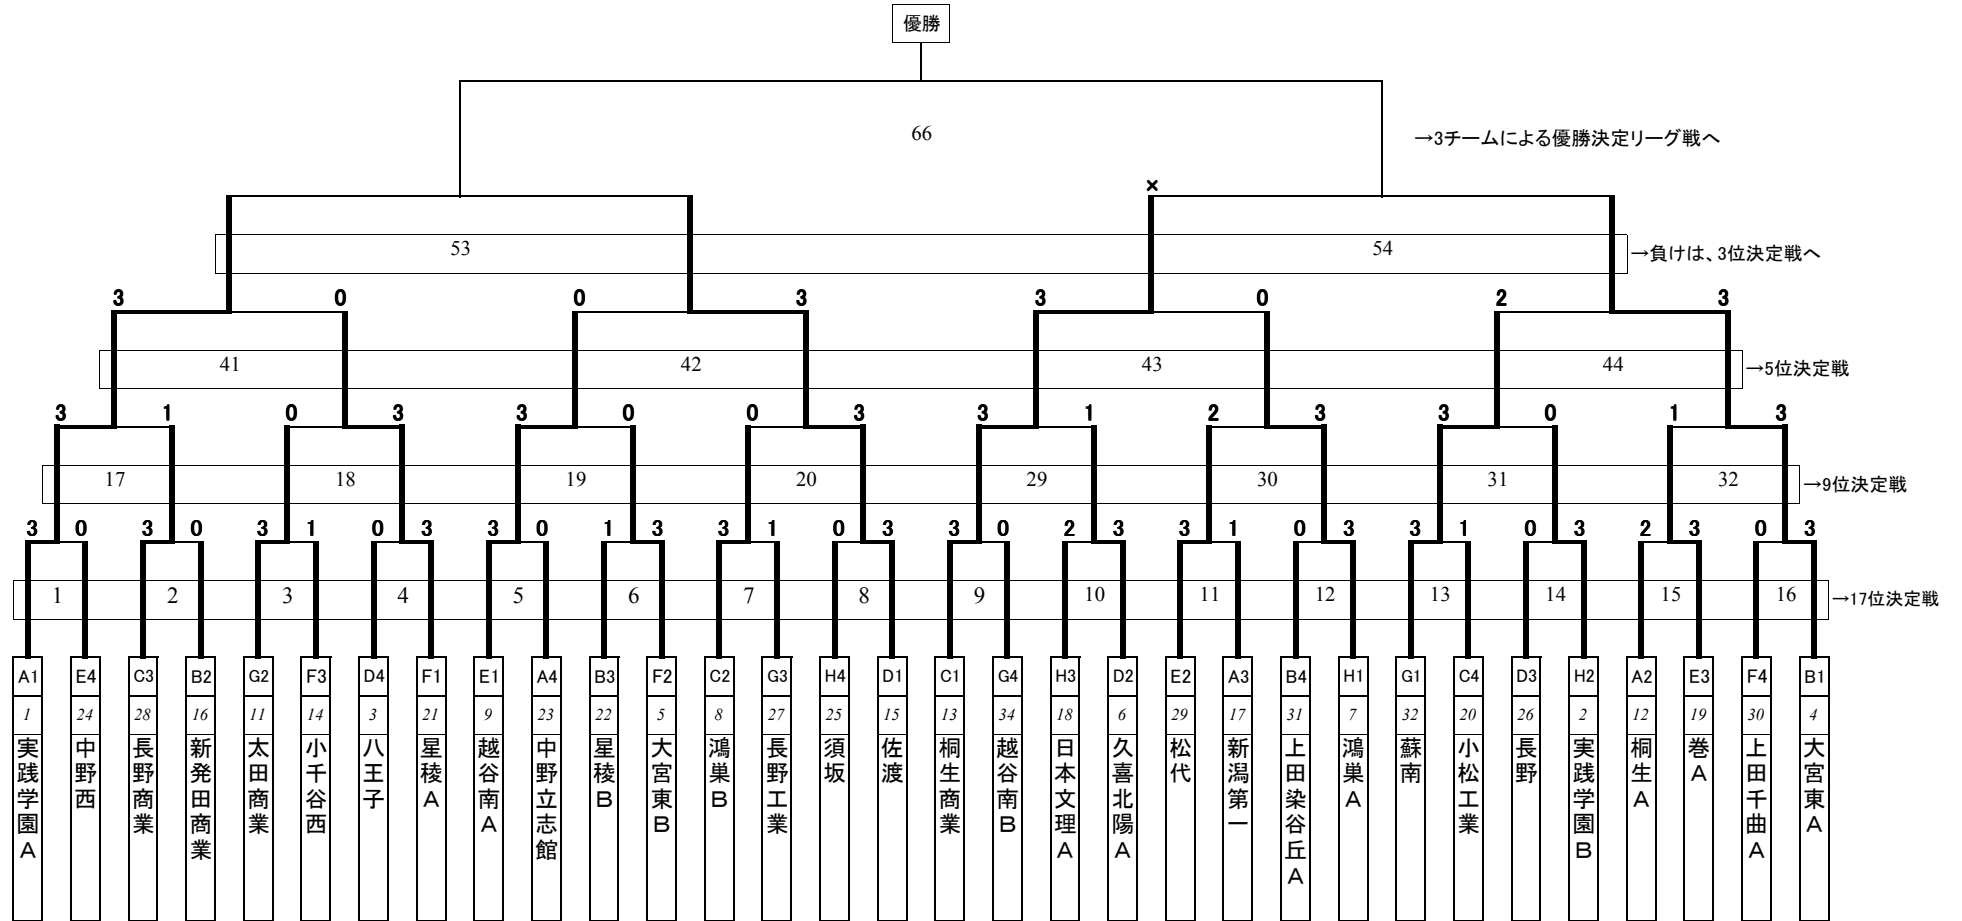 優勝
66
→3チームによる優勝決定リーグ戦へ
×
53 54
→負けは、3位決定戦へ
3 0 0 3 3 0 2 3
41 42 43 44
→5位決定戦
3 1 0 3 3 0 0 3 3 1 2 3 3 0 1 3
17 18 19 20 29 30 31 32
→9位決定戦
3 0 3 0 3 1 0 3 3 0 1 3 3 1 0 3 3 0 2 3 3 1 0 3 3 1 0 3 2 3 0 3
1 2 3 4 5 6 7 8 9 10 11 12 13 14 15 16
→17位決定戦
A1 E4 C3 B2 G2 F3 D4 F1 E1 A4 B3 F2 C2 G3 H4 D1 C1 G4 H3 D2 E2 A3 B4 H1 G1 C4 D3 H2 A2 E3 F4 B1
1 24 28 16 11 14 3 21 9 23 22 5 8 27 25 15 13 34 18 6 29 17 31 7 32 20 26 2 12 19 30 4
実践学園A
中野西
長野商業
新発田商業
太田商業
小千谷西
八王子
星稜A
越谷南A
中野立志館
星稜B
大宮東B
鴻巣B
長野工業
須坂
佐渡
桐生商業
越谷南B
日本文理A
久喜北陽A
松代
新潟第一
上田染谷丘A
鴻巣A
蘇南
小松工業
長野
実践学園B
桐生A
巻A
上田千曲A
大宮東A